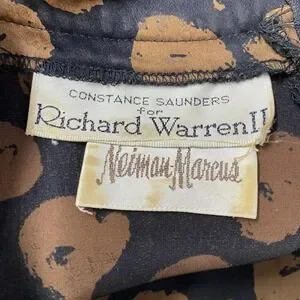 CONSTANCE SAUNDERS
for
Richard Warren II
Neiman-Marcus